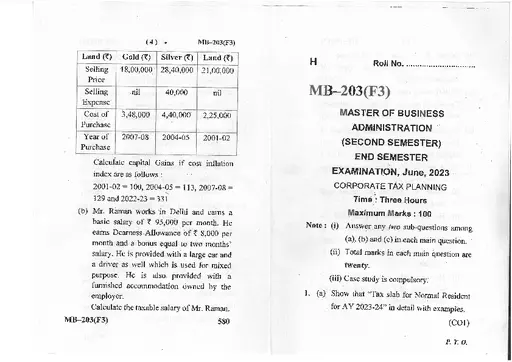 ( 4 ) MB–203(F3)
Land (₹) Gold (₹) Silver (₹) Land (₹)
Selling Price 18,00,000 28,40,000 21,00,000
Selling Expense nil 40,000 nil
Cost of Purchase 3,48,000 4,40,000 2,25,000
Year of Purchase 2007-08 2004-05 2001-02
Calculate capital Gains if cost inflation
index are as follows :
2001-02 = 100, 2004-05 = 113, 2007-08 =
129 and 2022-23 = 331
(b) Mr. Raman works in Delhi and earns a
basic salary of ₹ 95,000 per month. He
earns Dearness Allowance of ₹ 8,000 per
month and a bonus equal to two months'
salary. He is provided with a large car and
a driver as well which is used for mixed
purpose. He is also provided with a
furnished accommodation owned by the
employer.
Calculate the taxable salary of Mr. Raman.
MB–203(F3) 580
H Roll No. ..............................
MB–203(F3)
MASTER OF BUSINESS
ADMINISTRATION
(SECOND SEMESTER)
END SEMESTER
EXAMINATION, June, 2023
CORPORATE TAX PLANNING
Time : Three Hours
Maximum Marks : 100
Note : (i) Answer any two sub-questions among
(a), (b) and (c) in each main question.
(ii) Total marks in each main question are
twenty.
(iii) Case study is compulsory.
1. (a) Show that "Tax slab for Normal Resident
for AY 2023-24" in detail with examples.
(CO1)
P. T. O.